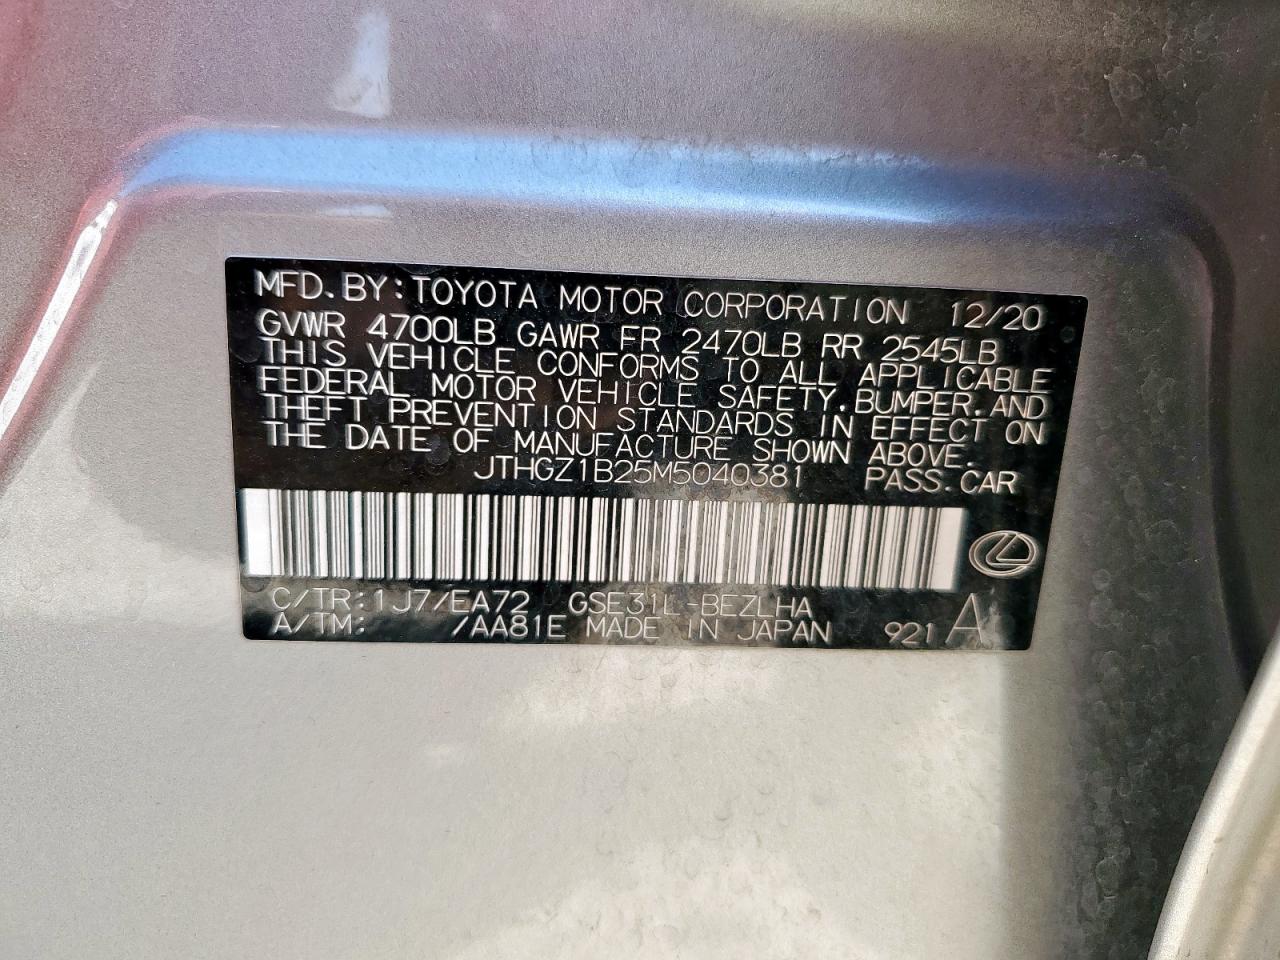 MFD.BY:TOYOTA MOTOR CORPORATION 12/20
GVWR 4700LB GAWR FR 2470LB RR 2545LB
THIS VEHICLE CONFORMS TO ALL APPLICABLE
FEDERAL MOTOR VEHICLE SAFETY.BUMPER.AND
THEFT PREVENTION STANDARDS IN EFFECT ON
THE DATE OF MANUFACTURE SHOWN ABOVE.
JTHGZ1B25M5040381 PASS.CAR
C/TR:1J7/EA72 GSE31L-BEZLHA
A/TM: /AA81E MADE IN JAPAN 921 A